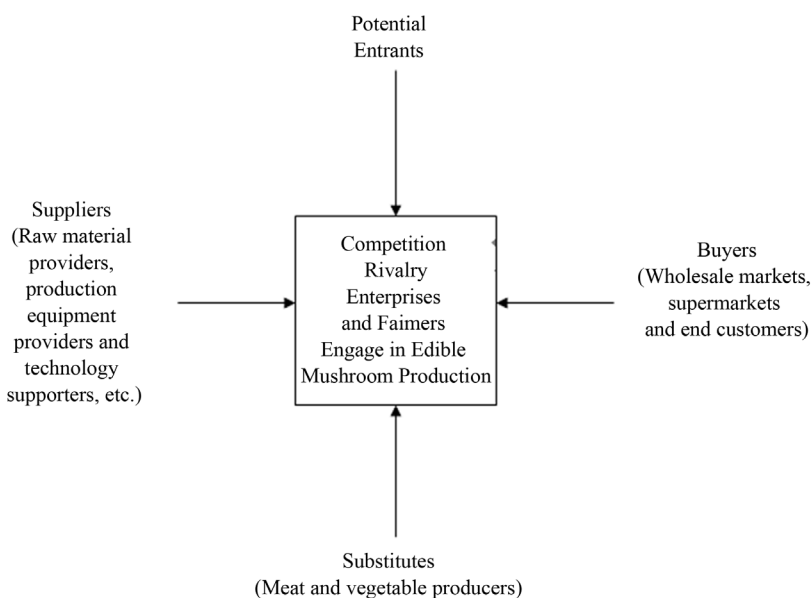 Potential
Entrants
Suppliers
(Raw material
providers,
production
equipment
providers and
technology
supporters, etc.)
Competition
Rivalry
Enterprises
and Faimers
Engage in Edible
Mushroom Production
Buyers
(Wholesale markets,
supermarkets
and end customers)
Substitutes
(Meat and vegetable producers)